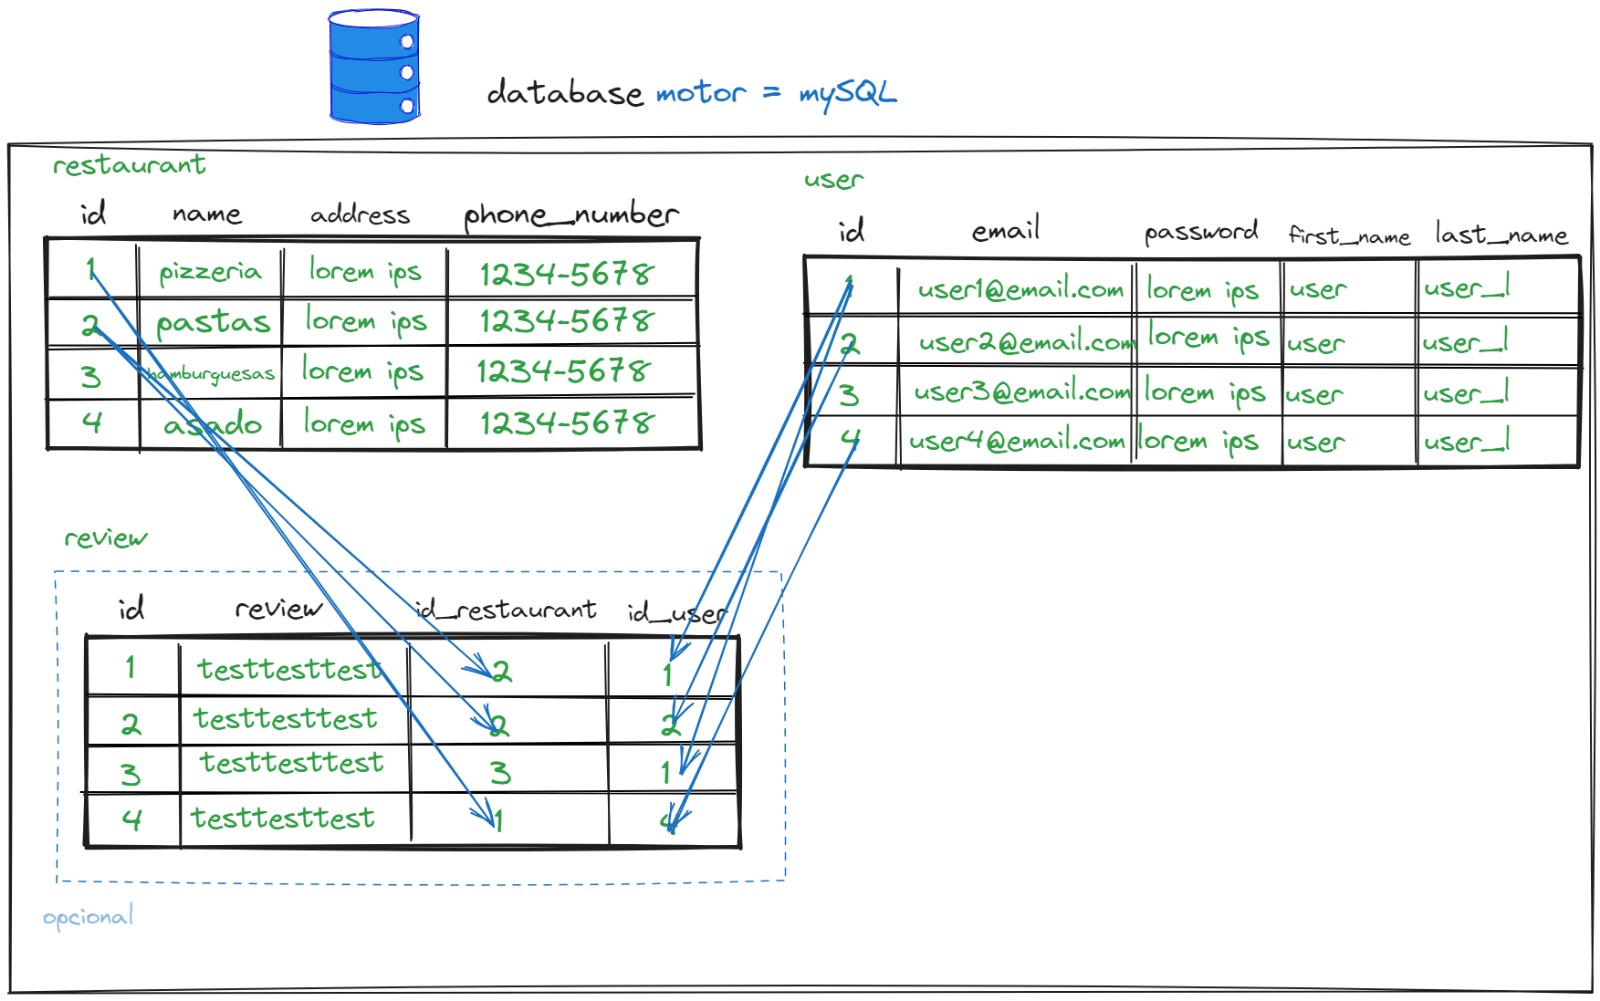 database motor = mySQL
restaurant
id name address phone_number
1 pizzeria lorem ips 1234-5678
2 pastas lorem ips 1234-5678
3 hamburguesas lorem ips 1234-5678
4 asado lorem ips 1234-5678
user
id email password first_name last_name
1 user1@email.com lorem ips user user_l
2 user2@email.com lorem ips user user_l
3 user3@email.com lorem ips user user_l
4 user4@email.com lorem ips user user_l
review
id review id_restaurant id_user
1 testtesttest 2 1
2 testtesttest 2 2
3 testtesttest 3 1
4 testtesttest 1 4
opcional